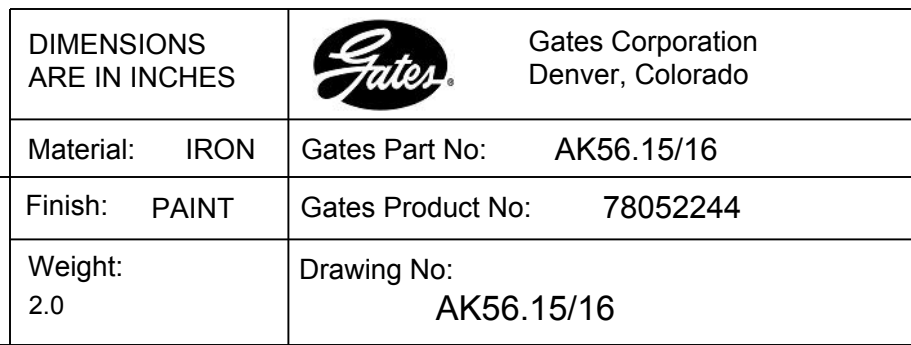 DIMENSIONS
ARE IN INCHES
Gates®
Gates Corporation
Denver, Colorado
Material: IRON
Gates Part No: AK56.15/16
Finish: PAINT
Gates Product No: 78052244
Weight:
2.0
Drawing No:
AK56.15/16